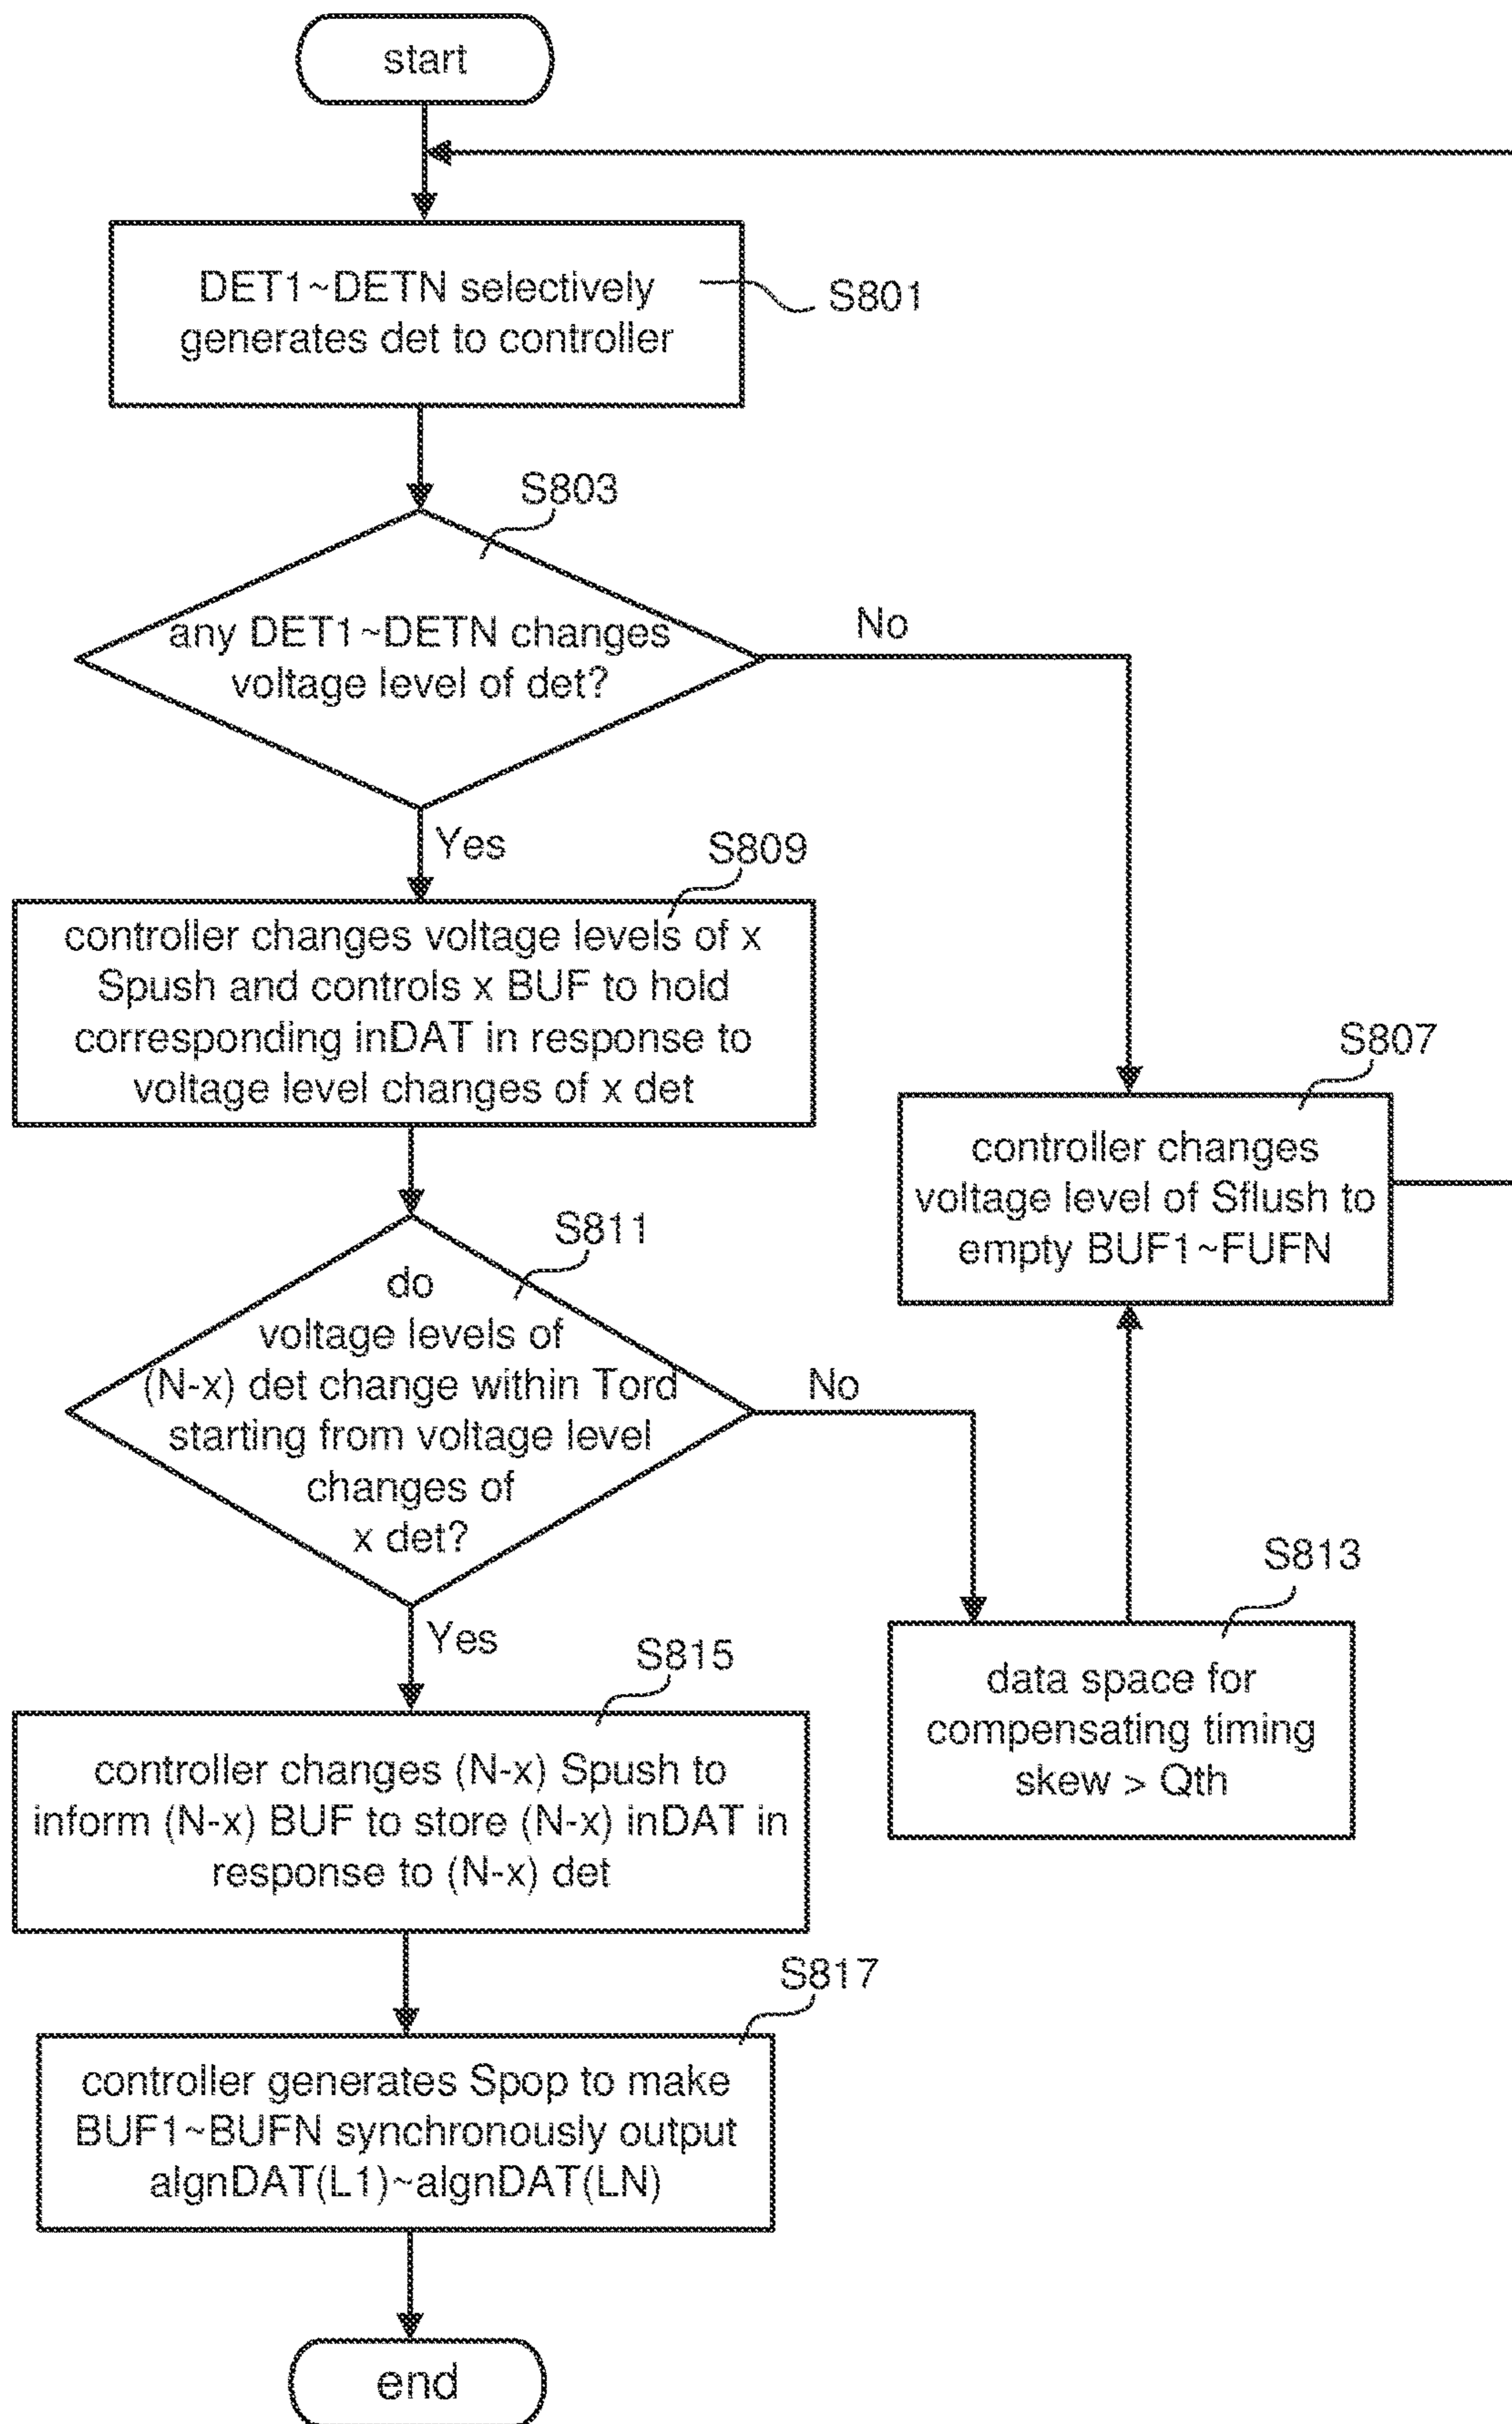 start
DET1~DETN selectively
generates det to controller
S801
S803
any DET1~DETN changes
voltage level of det?
No
Yes
S809
controller changes voltage levels of x
Spush and controls x BUF to hold
corresponding inDAT in response to
voltage level changes of x det
S807
controller changes
voltage level of Sflush to
empty BUF1~FUFN
S811
do
voltage levels of
(N-x) det change within Tord
starting from voltage level
changes of
x det?
No
Yes
S813
data space for
compensating timing
skew > Qth
S815
controller changes (N-x) Spush to
inform (N-x) BUF to store (N-x) inDAT in
response to (N-x) det
S817
controller generates Spop to make
BUF1~BUFN synchronously output
algnDAT(L1)~algnDAT(LN)
end